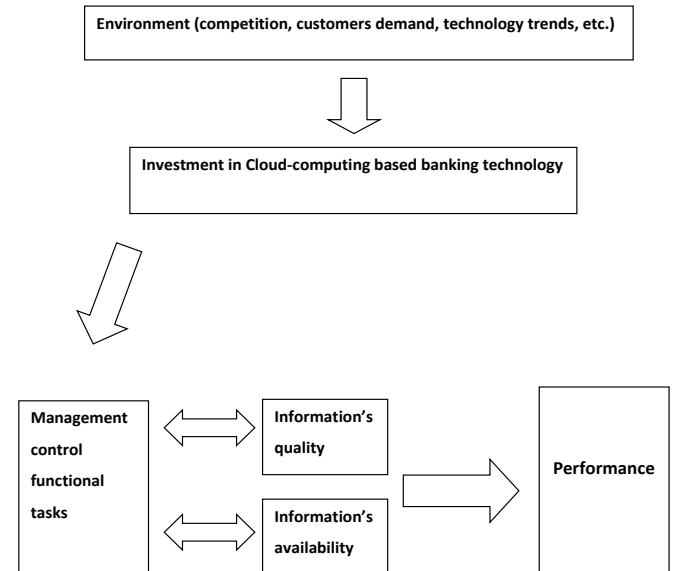 Environment (competition, customers demand, technology trends, etc.)
Investment in Cloud-computing based banking technology
Management
control
functional
tasks
Information’s
quality
Information’s
availability
Performance